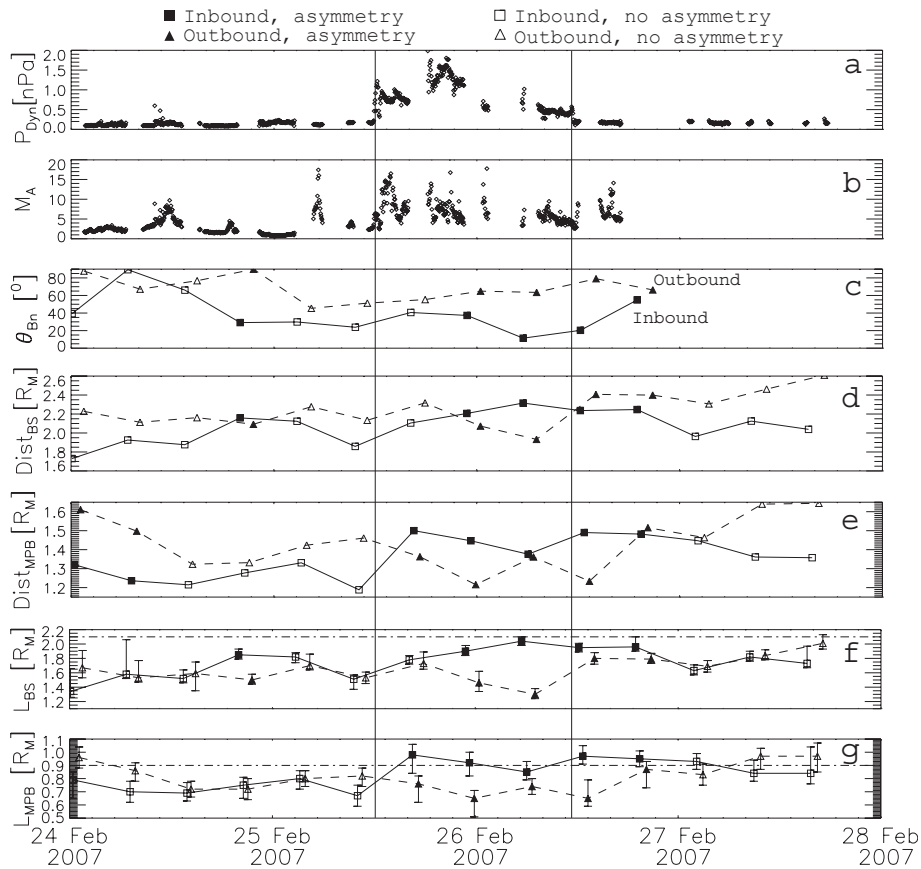 ■ Inbound, asymmetry □ Inbound, no asymmetry
▲ Outbound, asymmetry △ Outbound, no asymmetry
P_Dyn [nPa]
2.0
1.5
1.0
0.5
0.0
a
M_A
20
15
10
5
0
b
θ_Bn [°]
80
60
40
20
0
c
Outbound
Inbound
Dist_BS [R_M]
2.6
2.4
2.2
2.0
1.8
1.6
d
Dist_MPB [R_M]
1.6
1.5
1.4
1.3
1.2
e
L_BS [R_M]
2.2
2.0
1.8
1.6
1.4
1.2
f
L_MPB [R_M]
1.1
1.0
0.9
0.8
0.7
0.6
0.5
g
24 Feb 25 Feb 26 Feb 27 Feb 28 Feb
2007 2007 2007 2007 2007